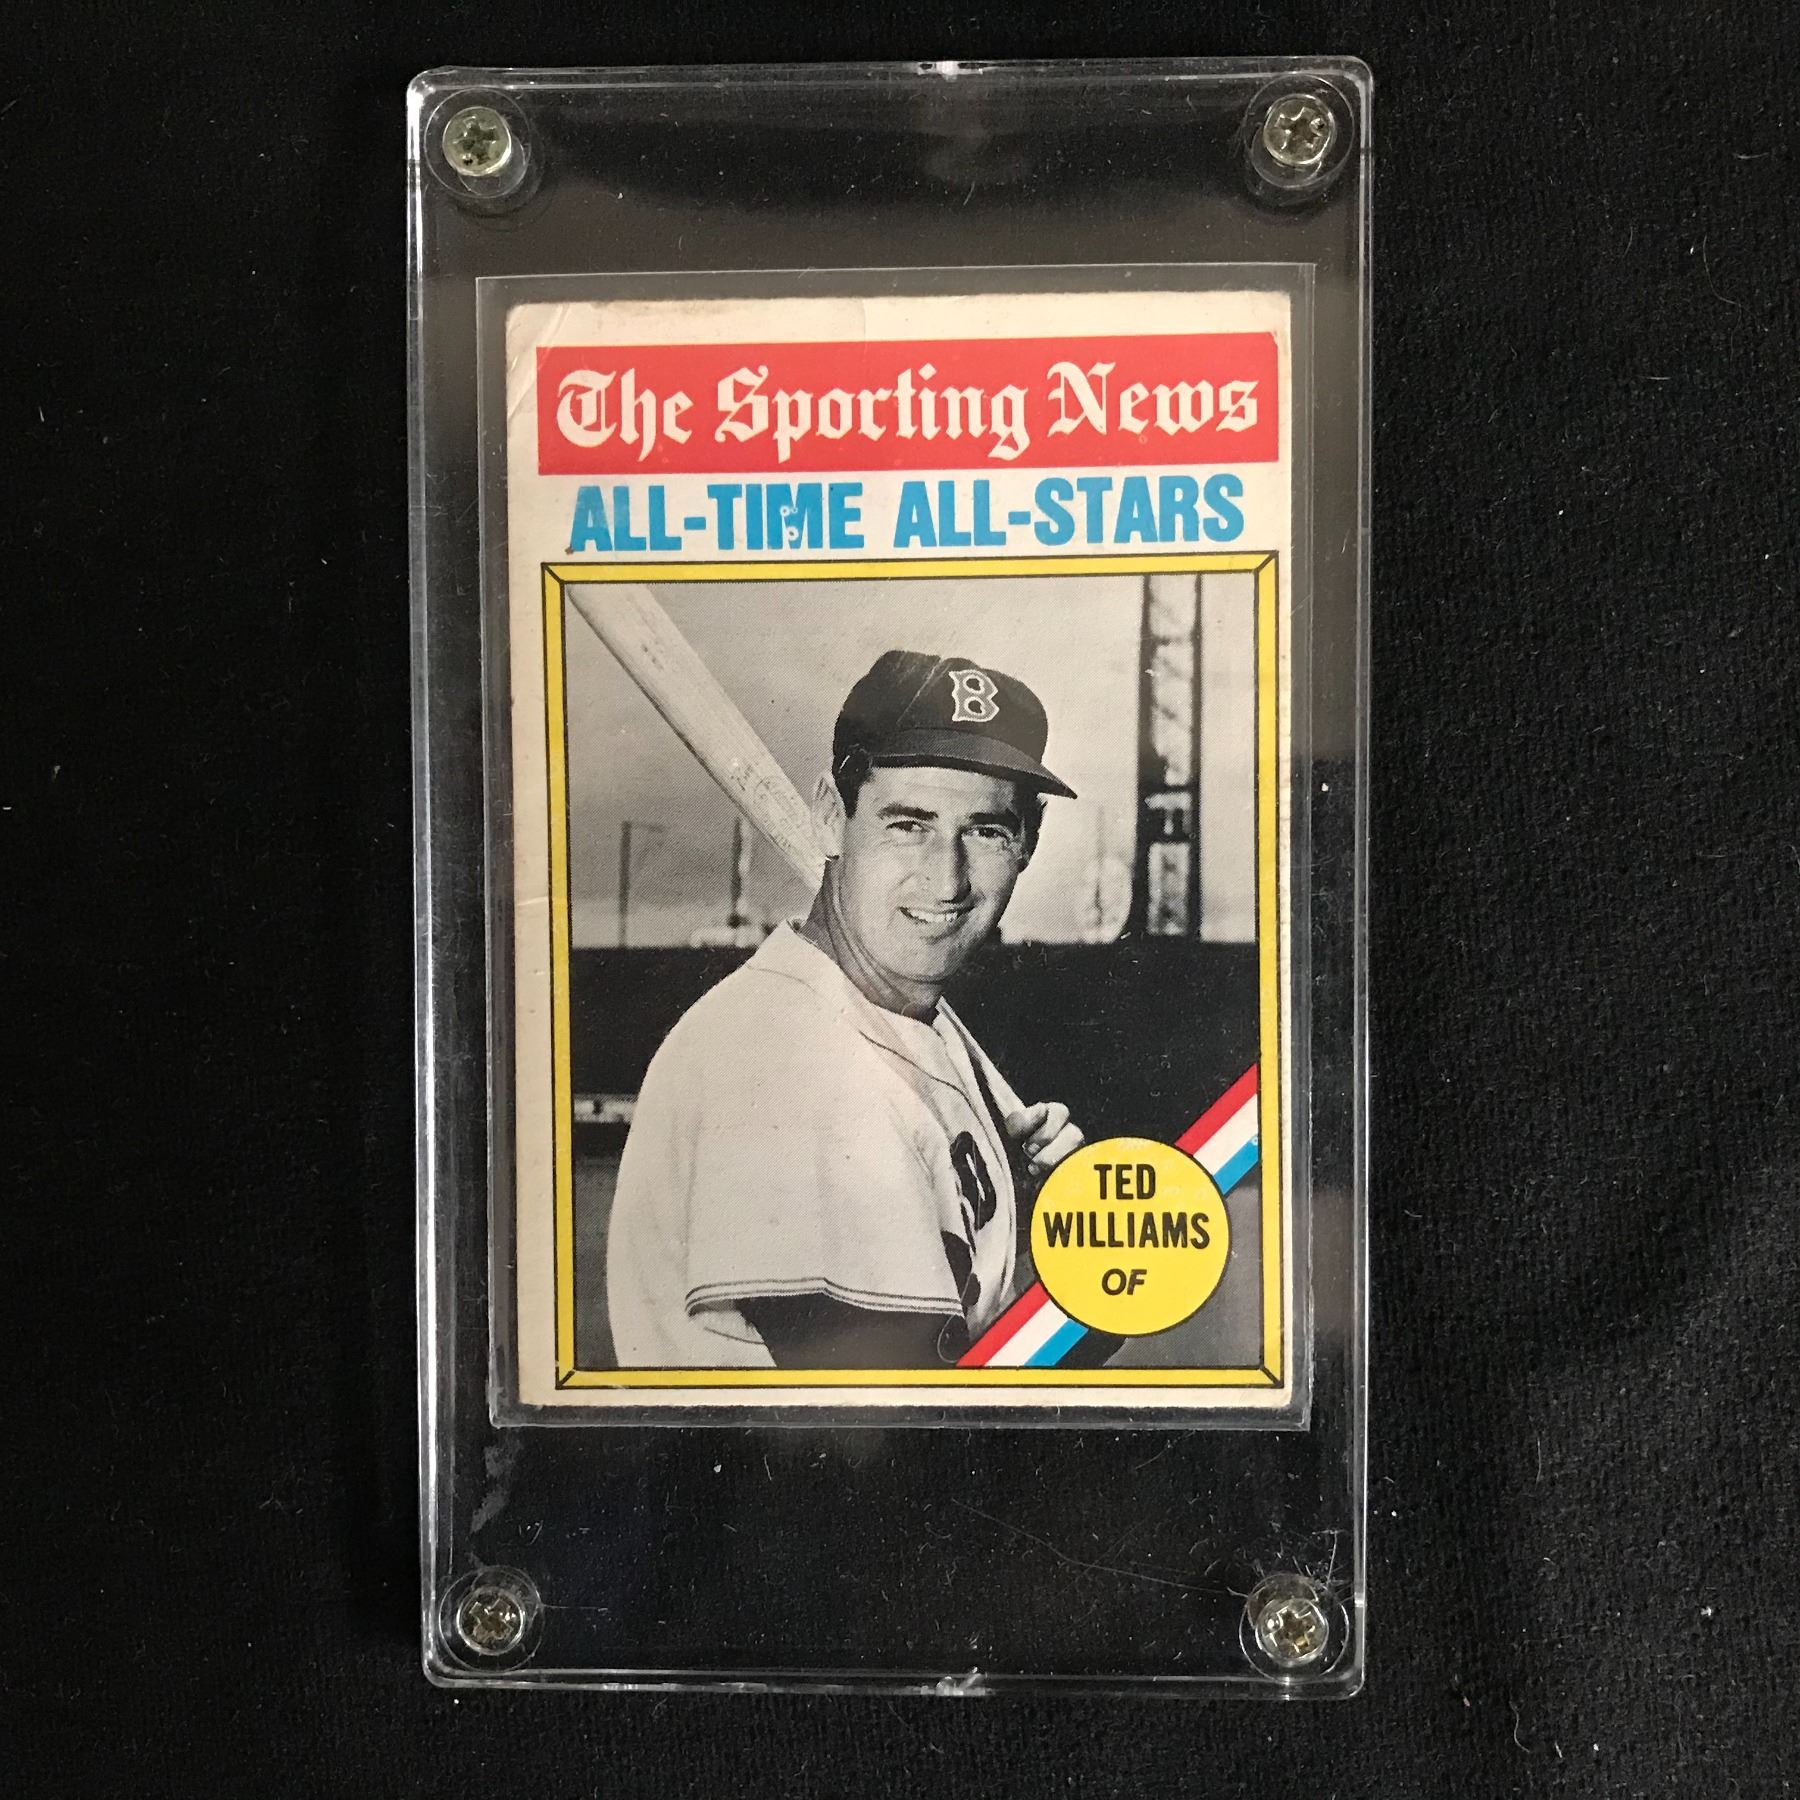 The Sporting News
ALL-TIME ALL-STARS
B
TED
WILLIAMS
OF